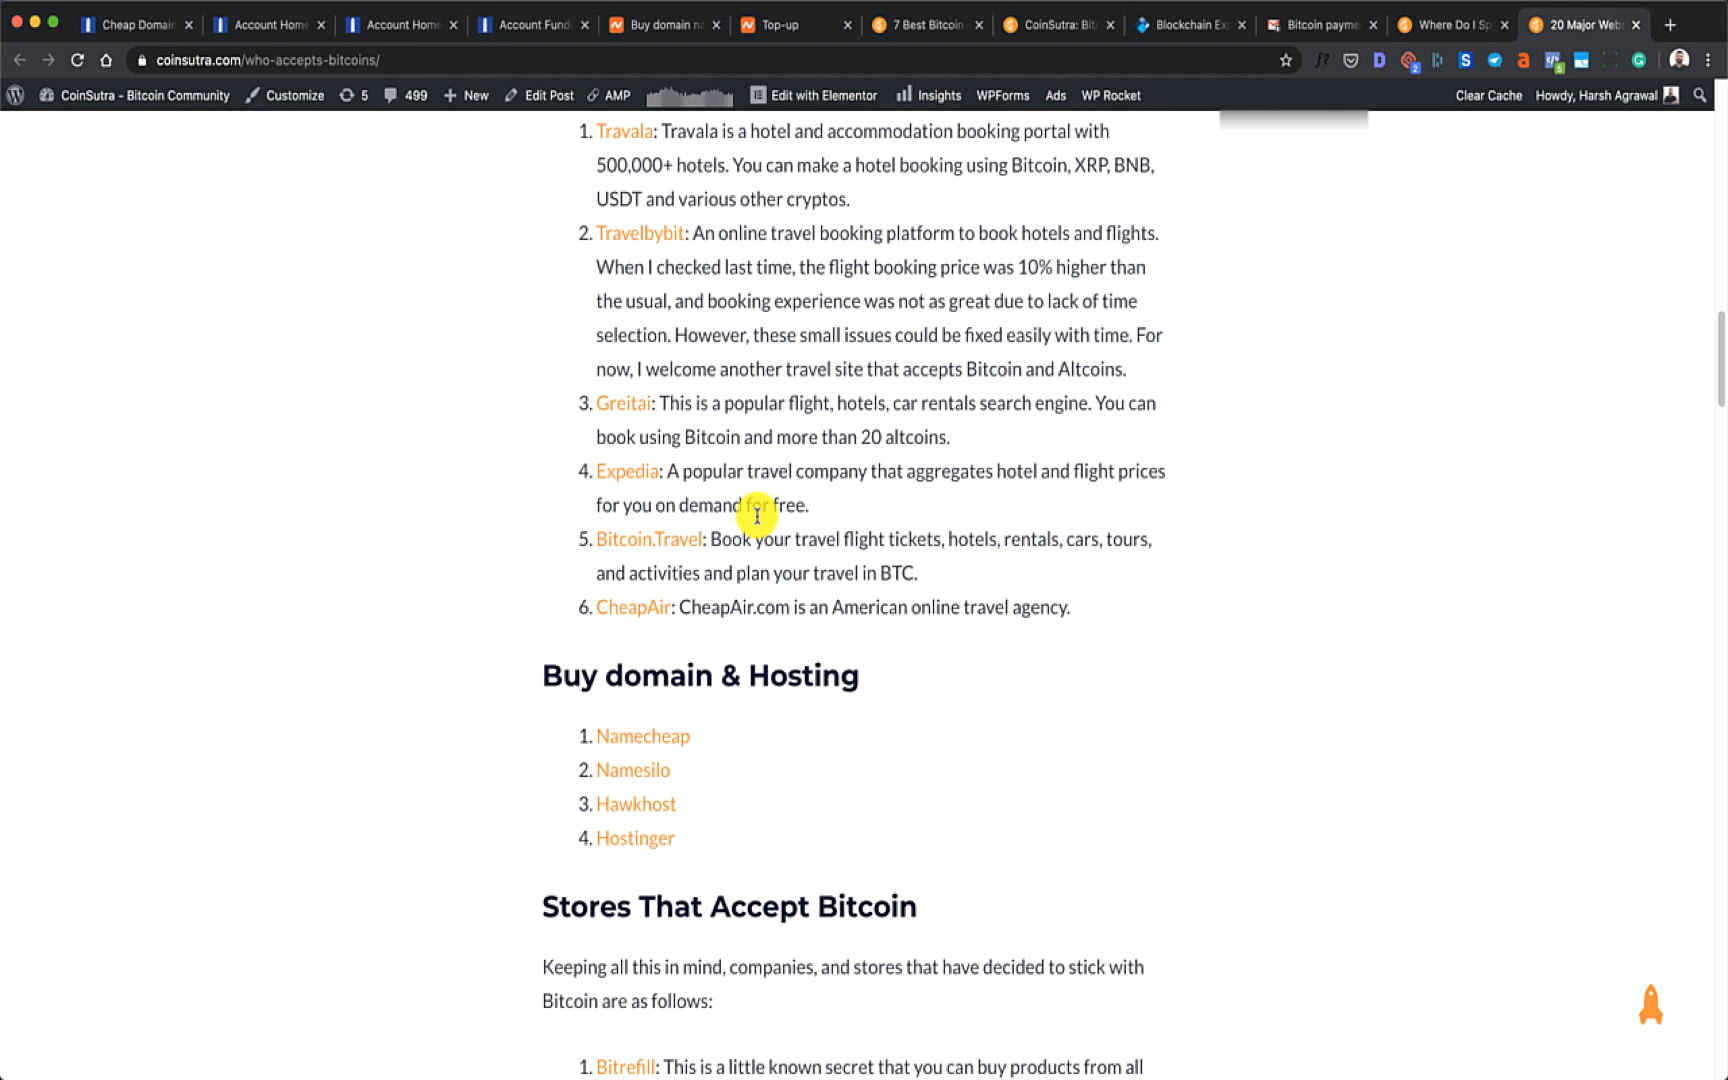 Cheap Domain
Account Home
Account Home
Account Fund
Buy domain na
Top-up
7 Best Bitcoin
CoinSutra: Bit
Blockchain Ex
Bitcoin payme
Where Do I Sp
20 Major Web
coinsutra.com/who-accepts-bitcoins/
CoinSutra - Bitcoin Community Customize 5 499 New Edit Post AMP Edit with Elementor Insights WPForms Ads WP Rocket Clear Cache Howdy, Harsh Agrawal
1. Travala: Travala is a hotel and accommodation booking portal with
500,000+ hotels. You can make a hotel booking using Bitcoin, XRP, BNB,
USDT and various other cryptos.
2. Travelbybit: An online travel booking platform to book hotels and flights.
When I checked last time, the flight booking price was 10% higher than
the usual, and booking experience was not as great due to lack of time
selection. However, these small issues could be fixed easily with time. For
now, I welcome another travel site that accepts Bitcoin and Altcoins.
3. Greitai: This is a popular flight, hotels, car rentals search engine. You can
book using Bitcoin and more than 20 altcoins.
4. Expedia: A popular travel company that aggregates hotel and flight prices
for you on demand for free.
5. Bitcoin.Travel: Book your travel flight tickets, hotels, rentals, cars, tours,
and activities and plan your travel in BTC.
6. CheapAir: CheapAir.com is an American online travel agency.
Buy domain & Hosting
1. Namecheap
2. Namesilo
3. Hawkhost
4. Hostinger
Stores That Accept Bitcoin
Keeping all this in mind, companies, and stores that have decided to stick with
Bitcoin are as follows:
1. Bitrefill: This is a little known secret that you can buy products from all